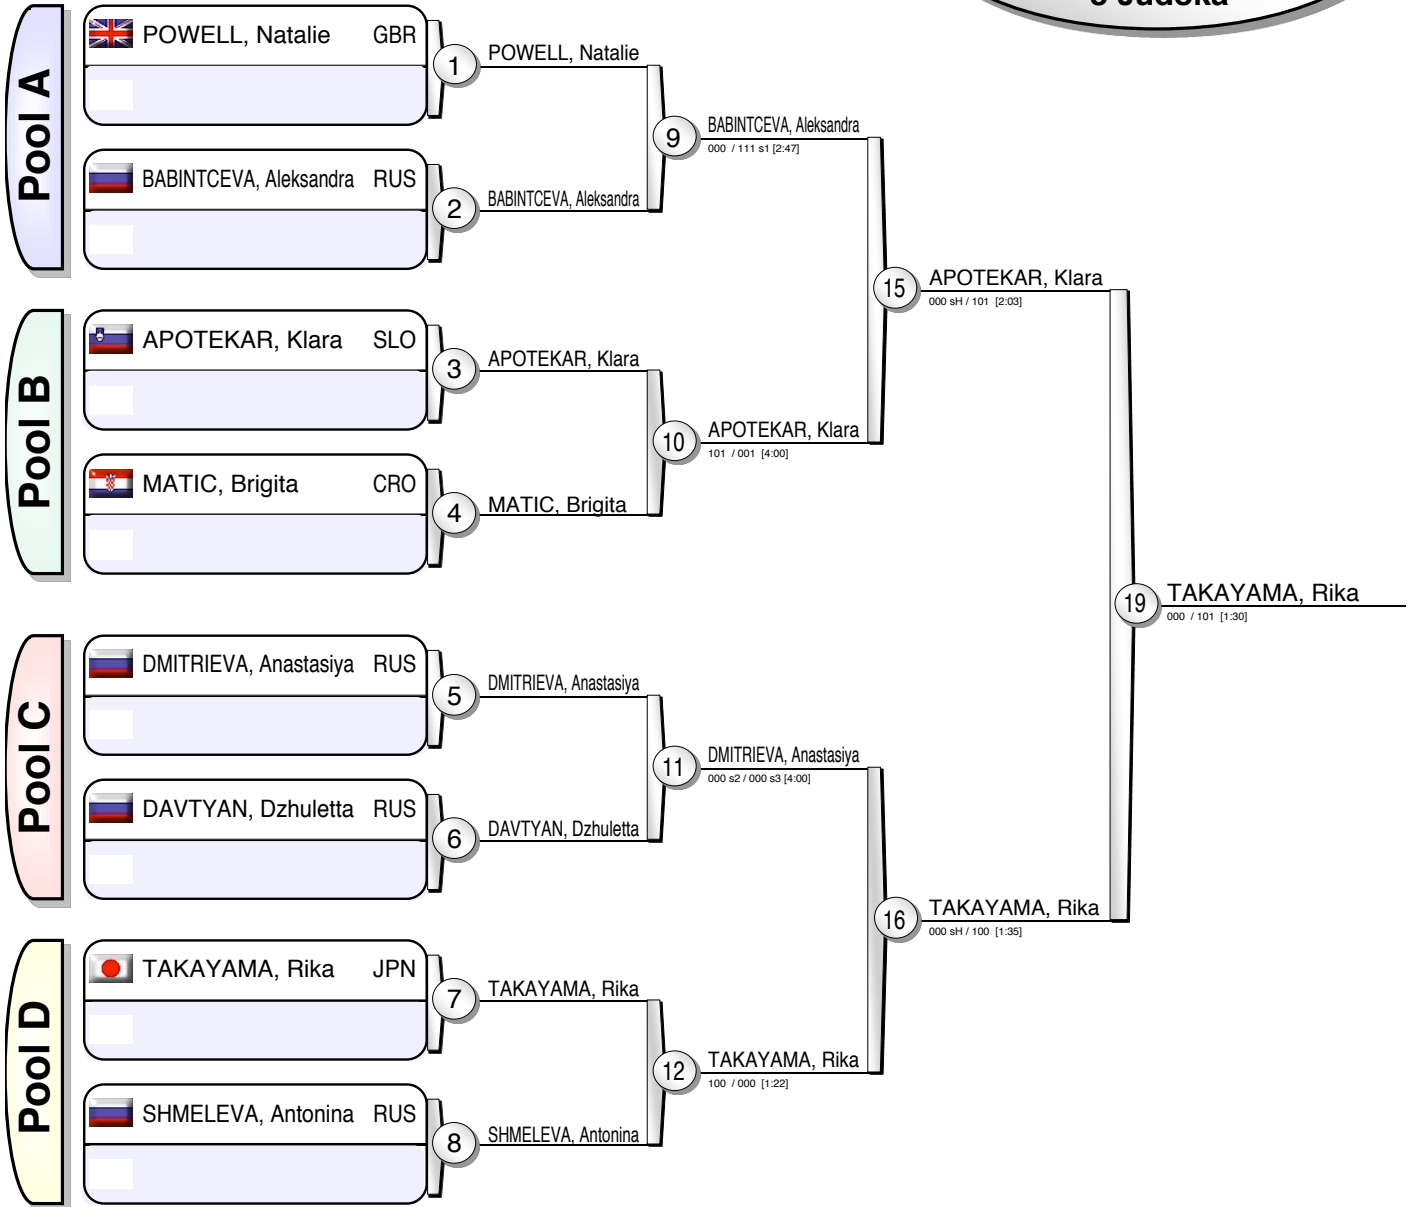 8 Judoka
Pool A
POWELL, Natalie GBR
1
POWELL, Natalie
BABINTCEVA, Aleksandra RUS
2
BABINTCEVA, Aleksandra
9
BABINTCEVA, Aleksandra
000 / 111 s1 [2:47]
Pool B
APOTEKAR, Klara SLO
3
APOTEKAR, Klara
MATIC, Brigita CRO
4
MATIC, Brigita
10
APOTEKAR, Klara
101 / 001 [4:00]
15
APOTEKAR, Klara
000 sH / 101 [2:03]
Pool C
DMITRIEVA, Anastasiya RUS
5
DMITRIEVA, Anastasiya
DAVTYAN, Dzhuletta RUS
6
DAVTYAN, Dzhuletta
11
DMITRIEVA, Anastasiya
000 s2 / 000 s3 [4:00]
Pool D
TAKAYAMA, Rika JPN
7
TAKAYAMA, Rika
SHMELEVA, Antonina RUS
8
SHMELEVA, Antonina
12
TAKAYAMA, Rika
100 / 000 [1:22]
16
TAKAYAMA, Rika
000 sH / 100 [1:35]
19
TAKAYAMA, Rika
000 / 101 [1:30]